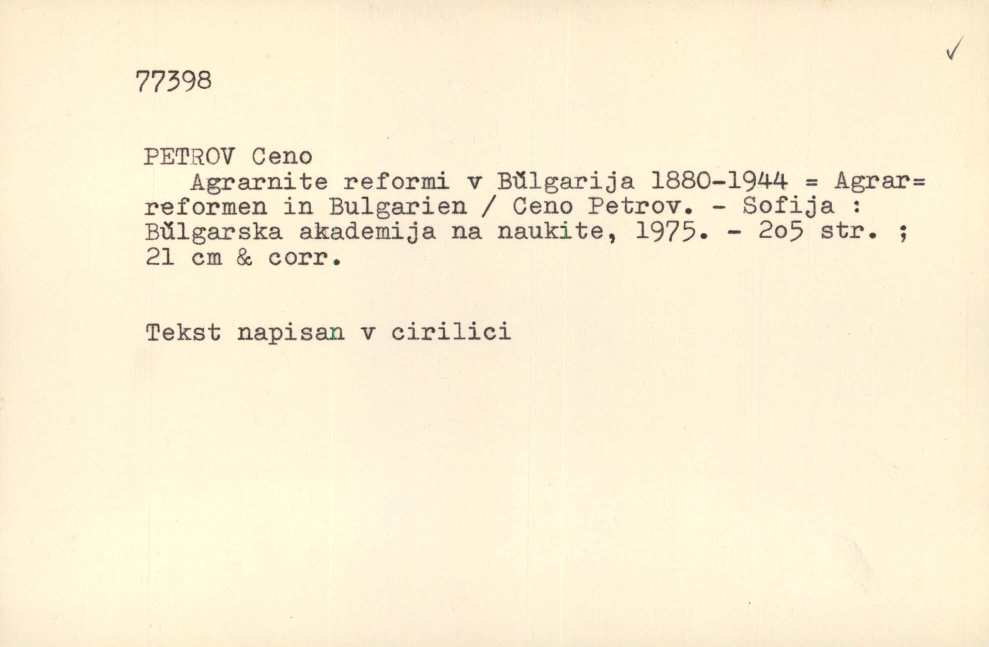 77398
PETROV Ceno
Agrarnite reformi v Bŭlgarija 1880-1944 = Agrar=
reformen in Bulgarien / Ceno Petrov. - Sofija :
Bŭlgarska akademija na naukite, 1975. - 2o5 str. ;
21 cm & corr.
Tekst napisan v cirilici